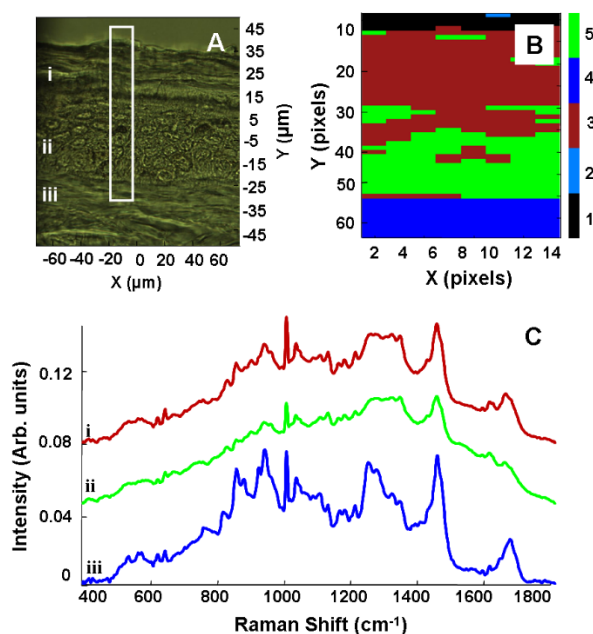 A
i
ii
iii
45
35
25
15
5
-5
-15
-25
-35
-45
Y (µm)
-60 -40 -20 0 20 40 60
X (µm)
B
10
20
30
40
50
60
Y (pixels)
2 4 6 8 10 12 14
X (pixels)
5
4
3
2
1
C
0.12
0.08
0.04
0
Intensity (Arb. units)
i
ii
iii
400 600 800 1000 1200 1400 1600 1800
Raman Shift (cm⁻¹)